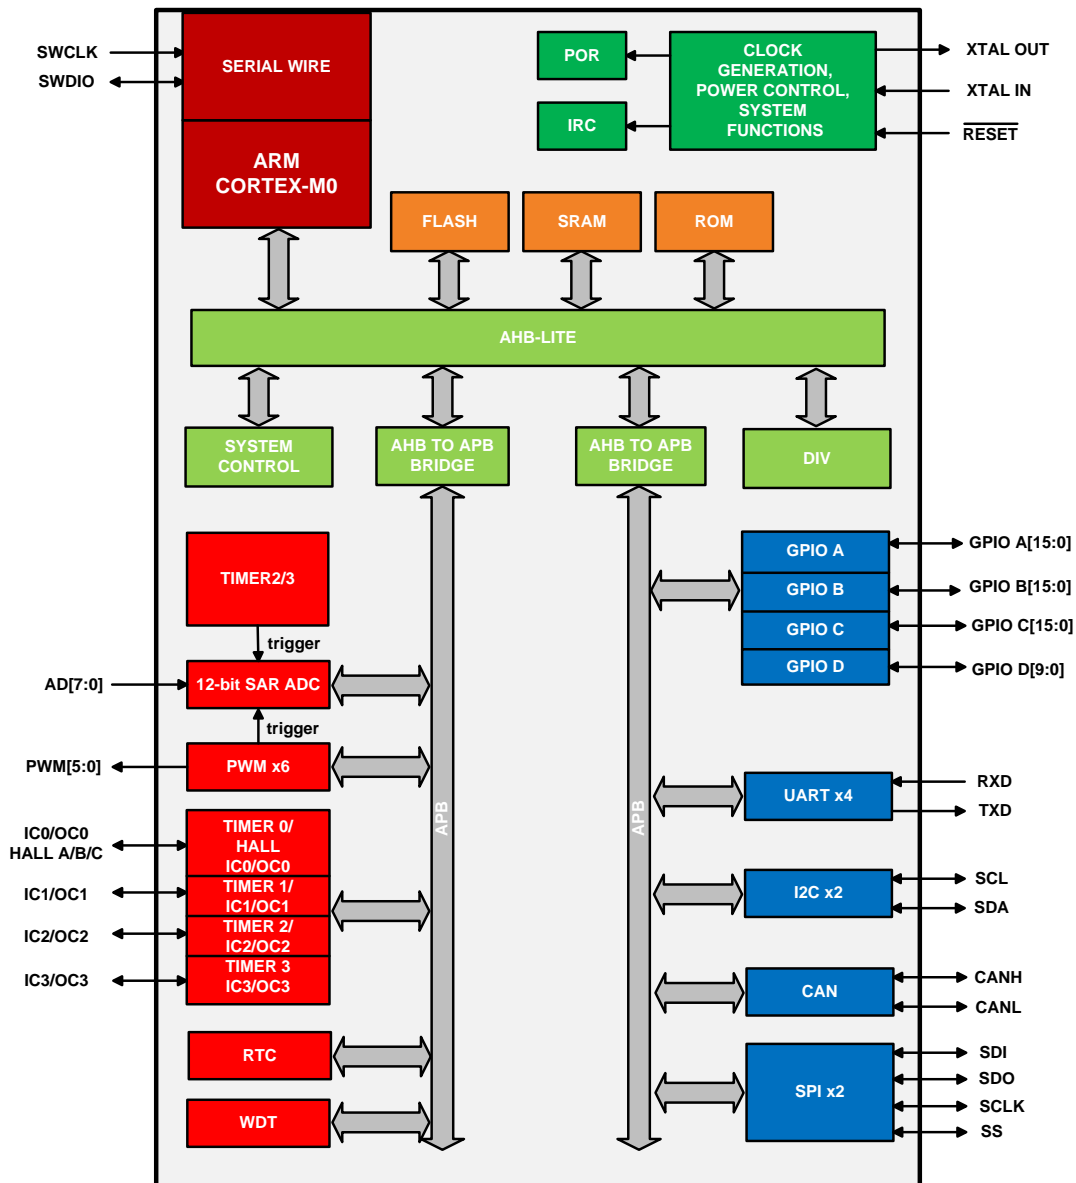 SWCLK
SWDIO
SERIAL WIRE
ARM
CORTEX-M0
POR
IRC
CLOCK
GENERATION,
POWER CONTROL,
SYSTEM
FUNCTIONS
XTAL OUT
XTAL IN
RESET
FLASH
SRAM
ROM
AHB-LITE
SYSTEM
CONTROL
AHB TO APB
BRIDGE
AHB TO APB
BRIDGE
DIV
TIMER2/3
trigger
AD[7:0]
12-bit SAR ADC
trigger
PWM[5:0]
PWM x6
IC0/OC0
HALL A/B/C
TIMER 0/
HALL
IC0/OC0
IC1/OC1
TIMER 1/
IC1/OC1
IC2/OC2
TIMER 2/
IC2/OC2
IC3/OC3
TIMER 3
IC3/OC3
RTC
WDT
APB
APB
GPIO A
GPIO A[15:0]
GPIO B
GPIO B[15:0]
GPIO C
GPIO C[15:0]
GPIO D
GPIO D[9:0]
UART x4
RXD
TXD
I2C x2
SCL
SDA
CAN
CANH
CANL
SPI x2
SDI
SDO
SCLK
SS